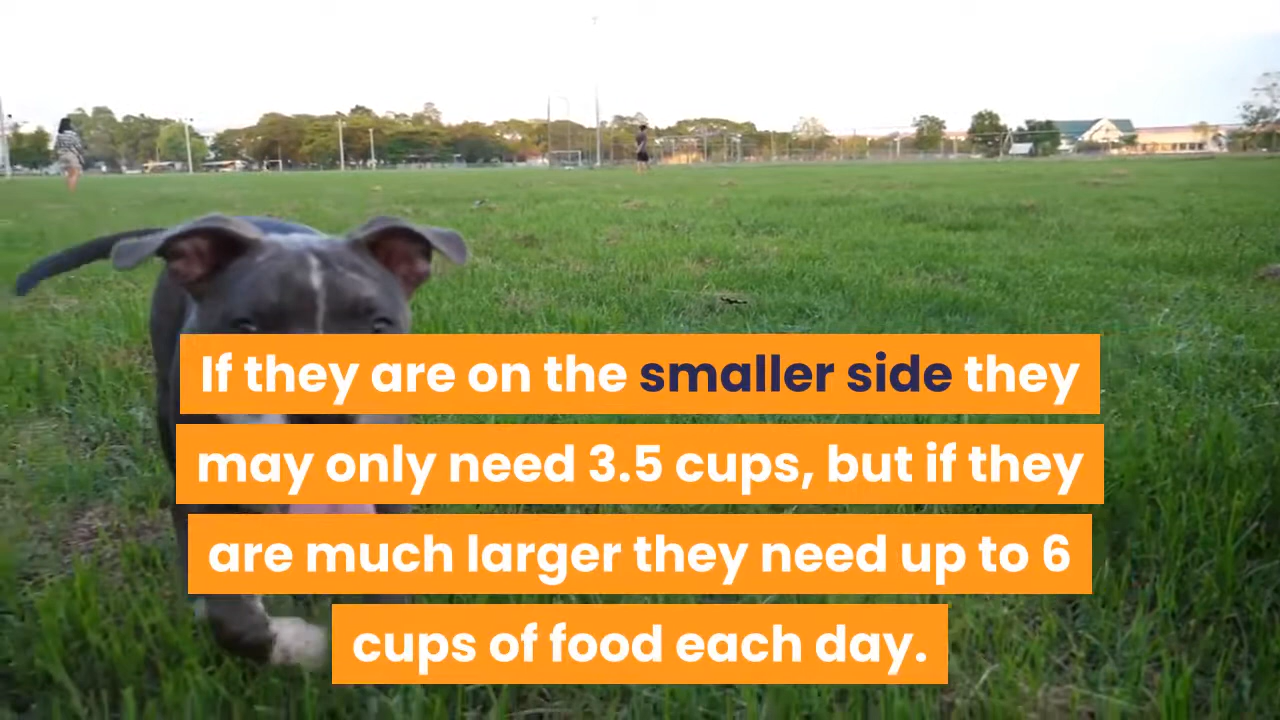 If they are on the smaller side they
may only need 3.5 cups, but if they
are much larger they need up to 6
cups of food each day.